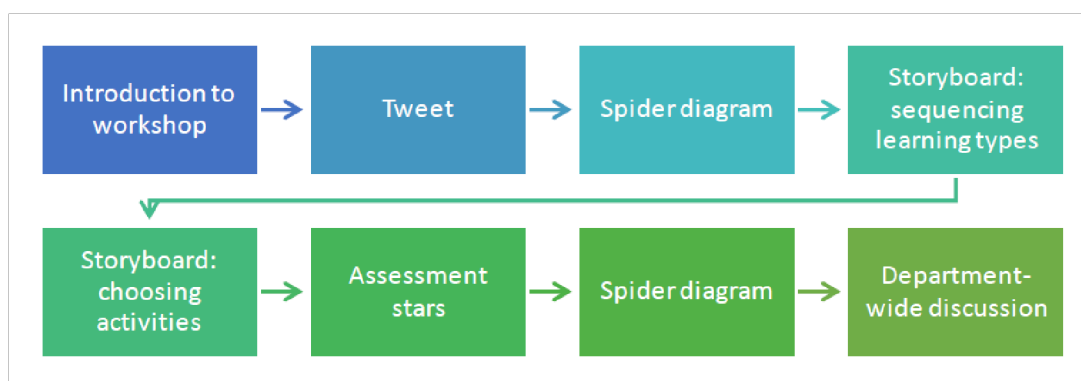 Introduction to
workshop
Tweet
Spider diagram
Storyboard:
sequencing
learning types
Storyboard:
choosing
activities
Assessment
stars
Spider diagram
Department-
wide discussion